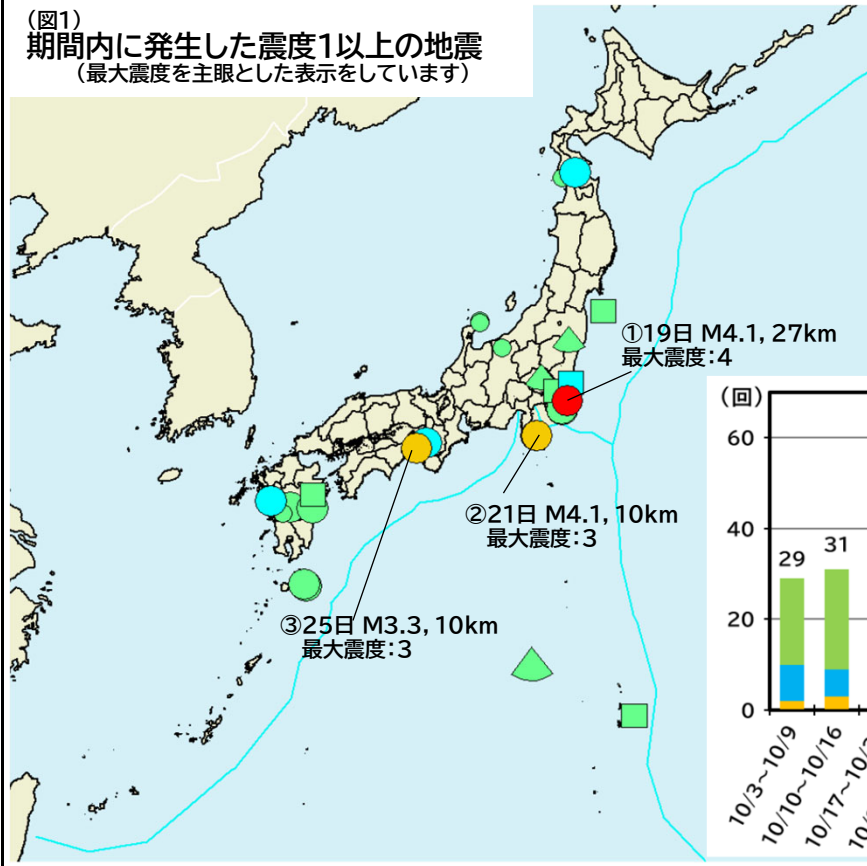 (図1)
期間内に発生した震度1以上の地震
(最大震度を主眼とした表示をしています)
①19日 M4.1, 27km
最大震度:4
②21日 M4.1, 10km
最大震度:3
③25日 M3.3, 10km
最大震度:3
(回)
60
40
20
0
29
31
10/3~10/9
10/10~10/16
10/17~10/